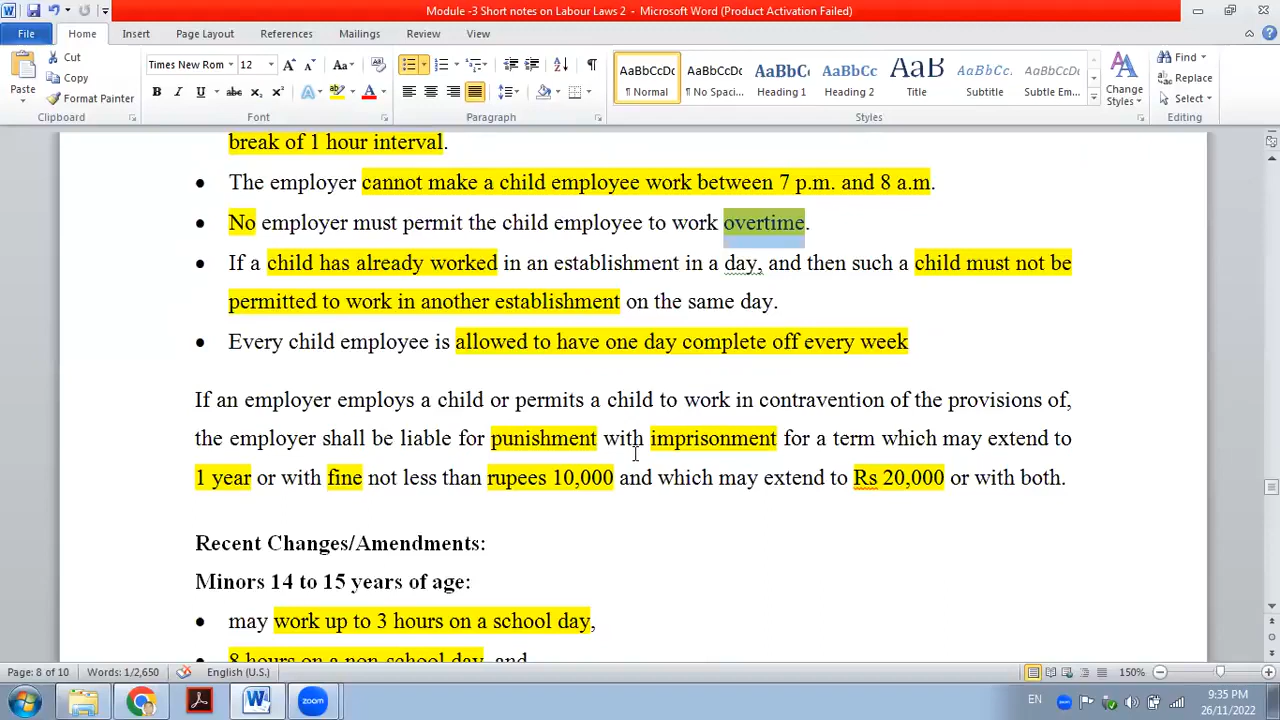 Module -3 Short notes on Labour Laws 2 - Microsoft Word (Product Activation Failed)
File Home Insert Page Layout References Mailings Review View
Paste
Cut
Copy
Format Painter
Clipboard
Times New Rom 12
Font
Paragraph
AaBbCcDc AaBbCcDc AaBbC AaBbCc AaB AaBbCcL AaBbCcDc
¶ Normal ¶ No Spaci... Heading 1 Heading 2 Title Subtitle Subtle Em...
Styles
Change
Styles
Find
Replace
Select
Editing
break of 1 hour interval.
The employer cannot make a child employee work between 7 p.m. and 8 a.m.
No employer must permit the child employee to work overtime.
If a child has already worked in an establishment in a day, and then such a child must not be
permitted to work in another establishment on the same day.
Every child employee is allowed to have one day complete off every week
If an employer employs a child or permits a child to work in contravention of the provisions of,
the employer shall be liable for punishment with imprisonment for a term which may extend to
1 year or with fine not less than rupees 10,000 and which may extend to Rs 20,000 or with both.
Recent Changes/Amendments:
Minors 14 to 15 years of age:
may work up to 3 hours on a school day,
8 hours on a non-school day, and
Page: 8 of 10 Words: 1/2,650 English (U.S.) 150%
zoom EN 9:35 PM
26/11/2022